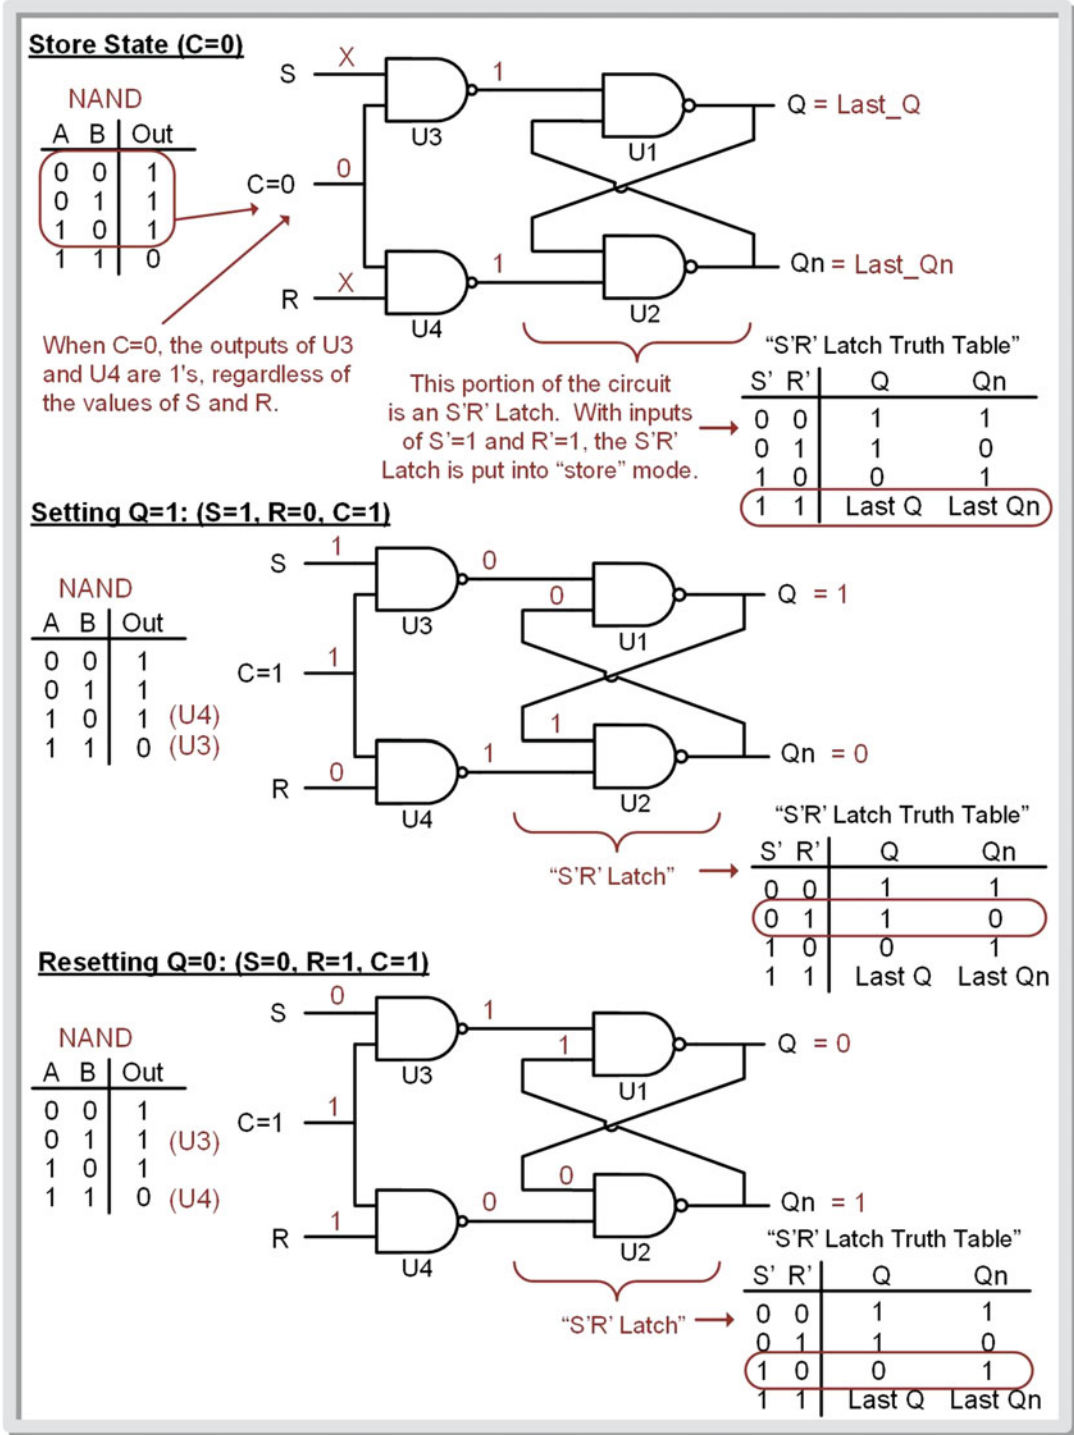 Store State (C=0)
NAND
A B Out
0 0 1
0 1 1
1 0 1
1 1 0
S X
1
U3
U1
Q = Last_Q
C=0 0
R X
1
U4
U2
Qn = Last_Qn
When C=0, the outputs of U3
and U4 are 1's, regardless of
the values of S and R.
This portion of the circuit
is an S'R' Latch. With inputs
of S'=1 and R'=1, the S'R'
Latch is put into “store” mode.
“S'R' Latch Truth Table”
S' R' Q Qn
0 0 1 1
0 1 1 0
1 0 0 1
1 1 Last Q Last Qn
Setting Q=1: (S=1, R=0, C=1)
NAND
A B Out
0 0 1
0 1 1
1 0 1 (U4)
1 1 0 (U3)
S 1
0
U3
0
U1
Q = 1
C=1 1
R 0
1
U4
1
U2
Qn = 0
“S'R' Latch”
“S'R' Latch Truth Table”
S' R' Q Qn
0 0 1 1
0 1 1 0
1 0 0 1
1 1 Last Q Last Qn
Resetting Q=0: (S=0, R=1, C=1)
NAND
A B Out
0 0 1
0 1 1 (U3)
1 0 1
1 1 0 (U4)
S 0
1
U3
1
U1
Q = 0
C=1 1
R 1
0
U4
0
U2
Qn = 1
“S'R' Latch”
“S'R' Latch Truth Table”
S' R' Q Qn
0 0 1 1
0 1 1 0
1 0 0 1
1 1 Last Q Last Qn